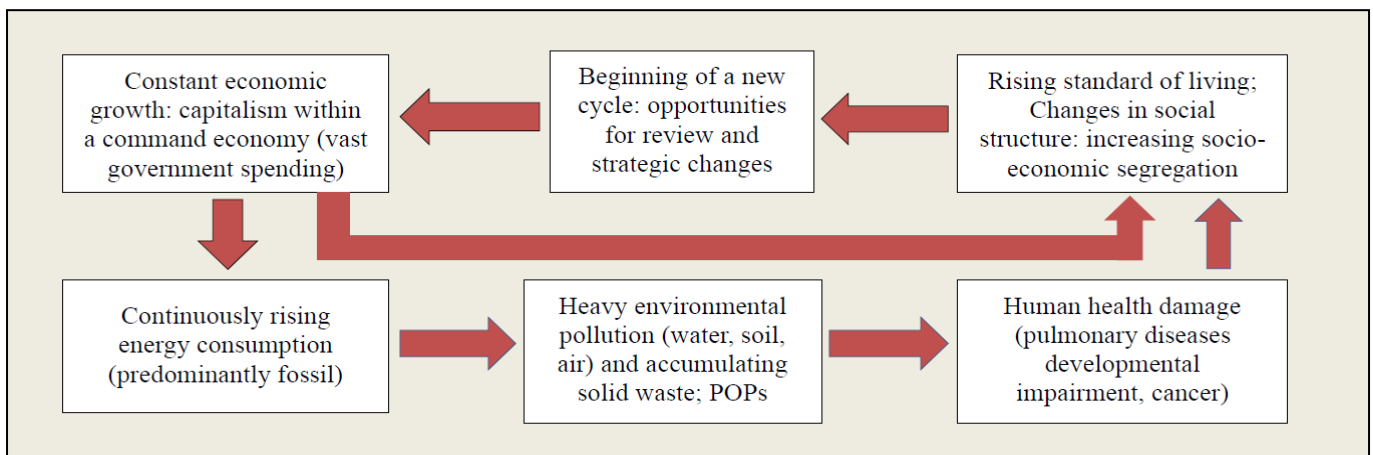 Constant economic
growth: capitalism within
a command economy (vast
government spending)
Beginning of a new
cycle: opportunities
for review and
strategic changes
Rising standard of living;
Changes in social
structure: increasing socio-
economic segregation
Continuously rising
energy consumption
(predominantly fossil)
Heavy environmental
pollution (water, soil,
air) and accumulating
solid waste; POPs
Human health damage
(pulmonary diseases
developmental
impairment, cancer)